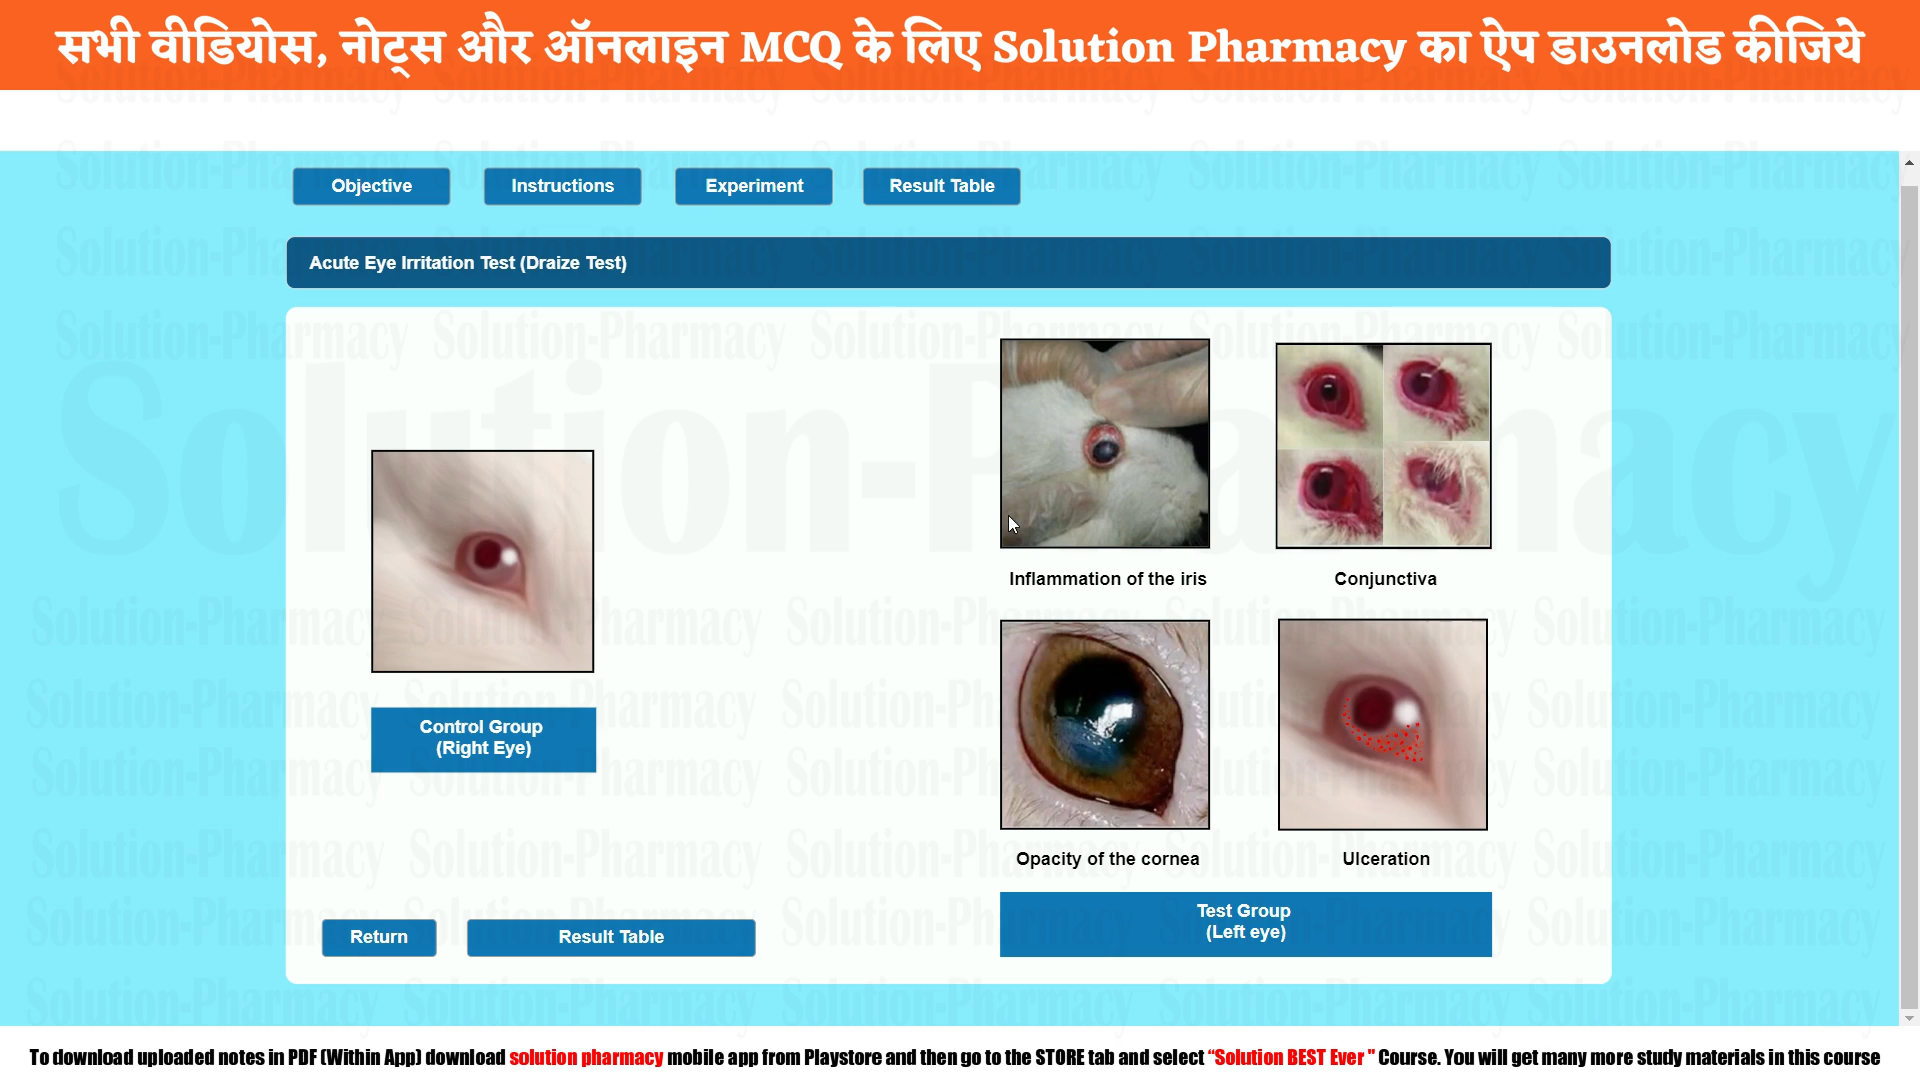 सभी वीडियोस, नोट्स और ऑनलाइन MCQ के लिए Solution Pharmacy का ऐप डाउनलोड कीजिये
Objective
Instructions
Experiment
Result Table
Acute Eye Irritation Test (Draize Test)
Inflammation of the iris
Conjunctiva
Control Group
(Right Eye)
Opacity of the cornea
Ulceration
Test Group
(Left eye)
Return
Result Table
Solution-Pharmacy
To download uploaded notes in PDF (Within App) download solution pharmacy mobile app from Playstore and then go to the STORE tab and select “Solution BEST Ever " Course. You will get many more study materials in this course